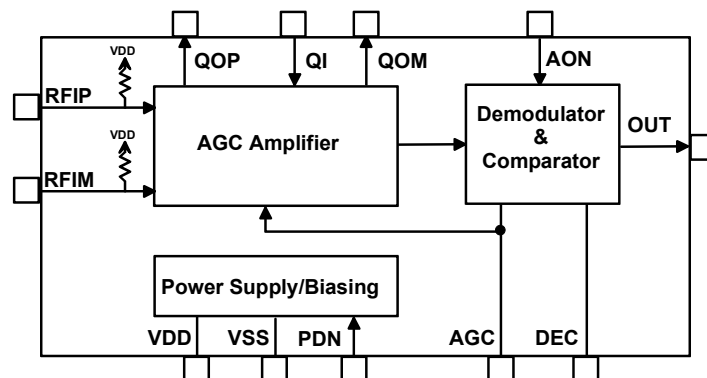 VDD
QOP
QI
QOM
AON
RFIP
AGC Amplifier
Demodulator
&
Comparator
OUT
VDD
RFIM
Power Supply/Biasing
VDD
VSS
PDN
AGC
DEC